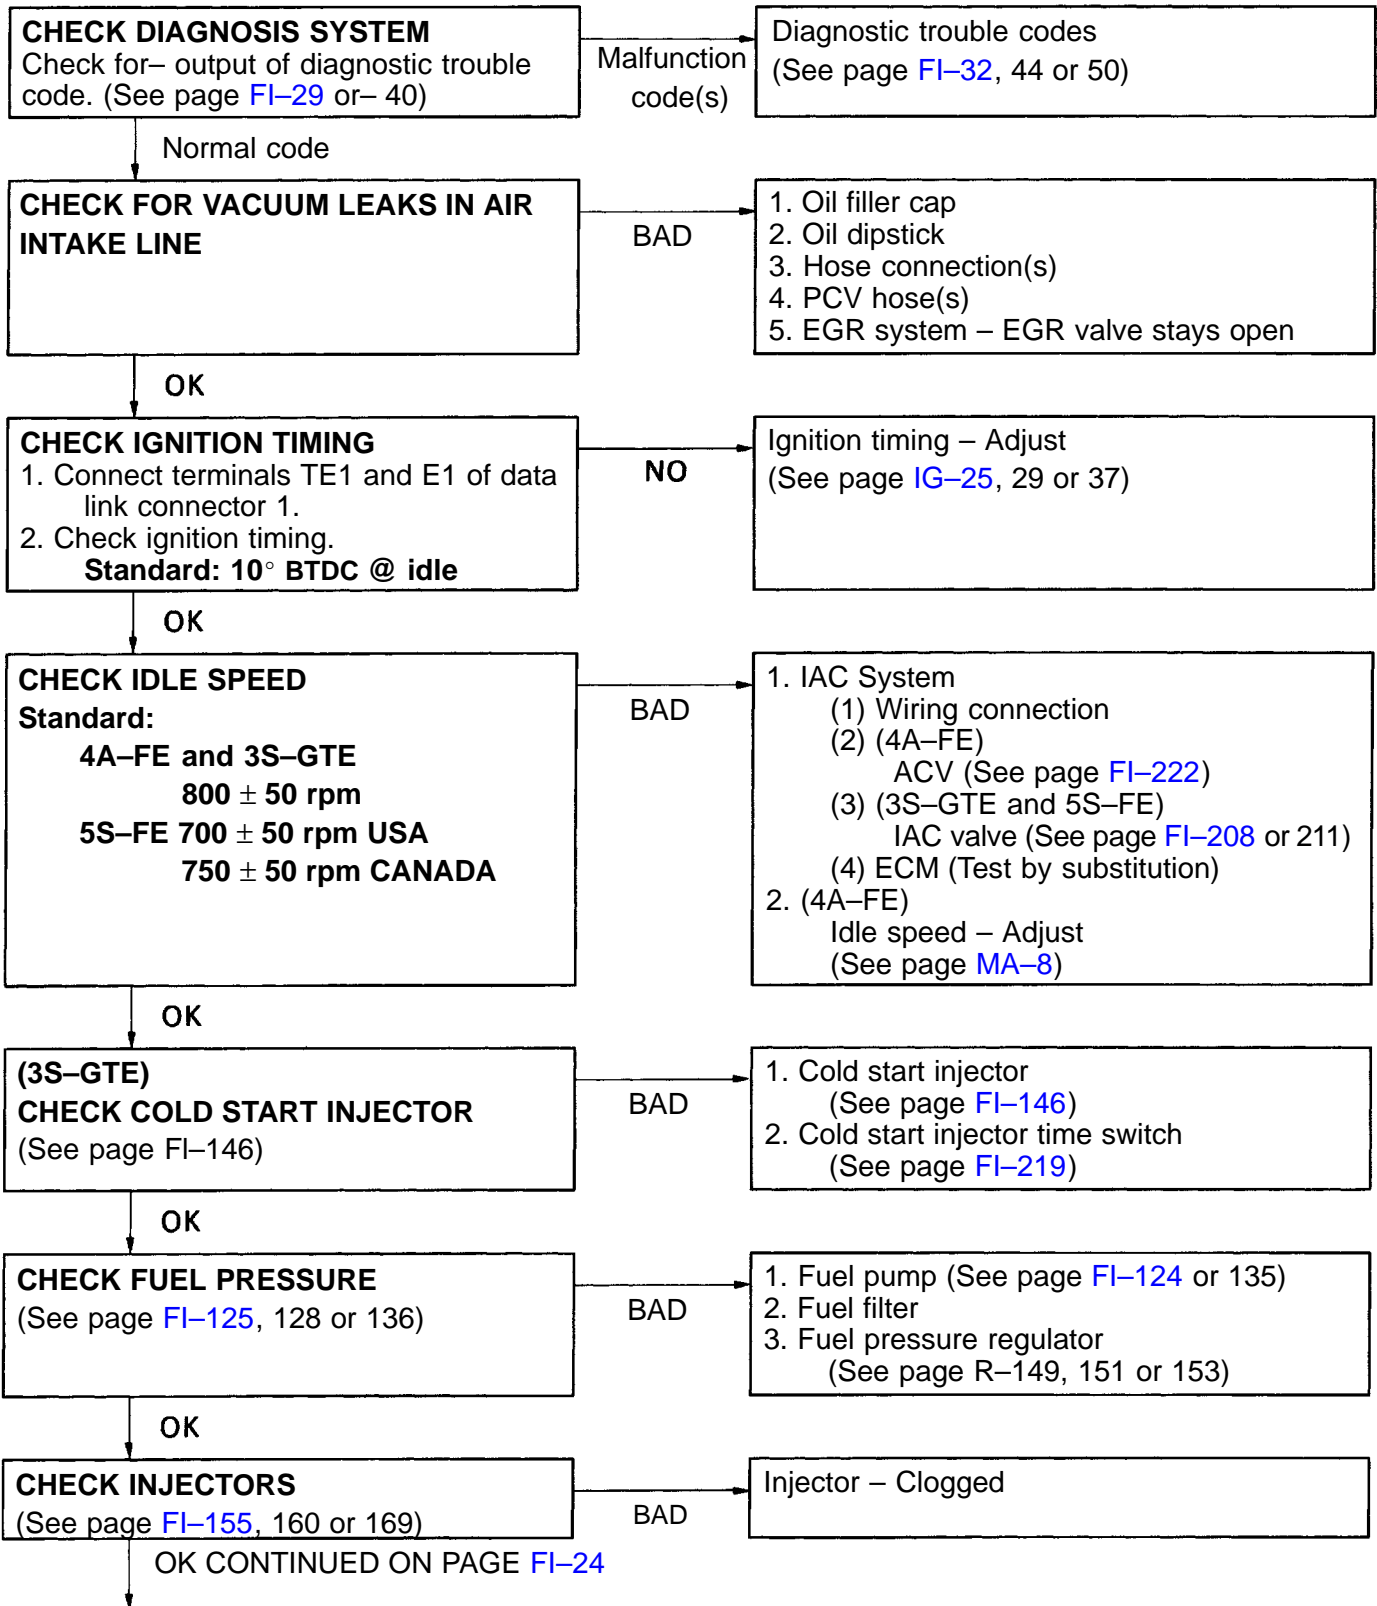 CHECK DIAGNOSIS SYSTEM
Check for– output of diagnostic trouble
code. (See page FI–29 or– 40)
Malfunction
code(s)
Diagnostic trouble codes
(See page FI–32, 44 or 50)
Normal code
CHECK FOR VACUUM LEAKS IN AIR
INTAKE LINE
BAD
1. Oil filler cap
2. Oil dipstick
3. Hose connection(s)
4. PCV hose(s)
5. EGR system – EGR valve stays open
OK
CHECK IGNITION TIMING
1. Connect terminals TE1 and E1 of data
link connector 1.
2. Check ignition timing.
Standard: 10° BTDC @ idle
NO
Ignition timing – Adjust
(See page IG–25, 29 or 37)
OK
CHECK IDLE SPEED
Standard:
4A–FE and 3S–GTE
800 ± 50 rpm
5S–FE 700 ± 50 rpm USA
750 ± 50 rpm CANADA
BAD
1. IAC System
(1) Wiring connection
(2) (4A–FE)
ACV (See page FI–222)
(3) (3S–GTE and 5S–FE)
IAC valve (See page FI–208 or 211)
(4) ECM (Test by substitution)
2. (4A–FE)
Idle speed – Adjust
(See page MA–8)
OK
(3S–GTE)
CHECK COLD START INJECTOR
(See page FI–146)
BAD
1. Cold start injector
(See page FI–146)
2. Cold start injector time switch
(See page FI–219)
OK
CHECK FUEL PRESSURE
(See page FI–125, 128 or 136)
BAD
1. Fuel pump (See page FI–124 or 135)
2. Fuel filter
3. Fuel pressure regulator
(See page R–149, 151 or 153)
OK
CHECK INJECTORS
(See page FI–155, 160 or 169)
BAD
Injector – Clogged
OK CONTINUED ON PAGE FI–24